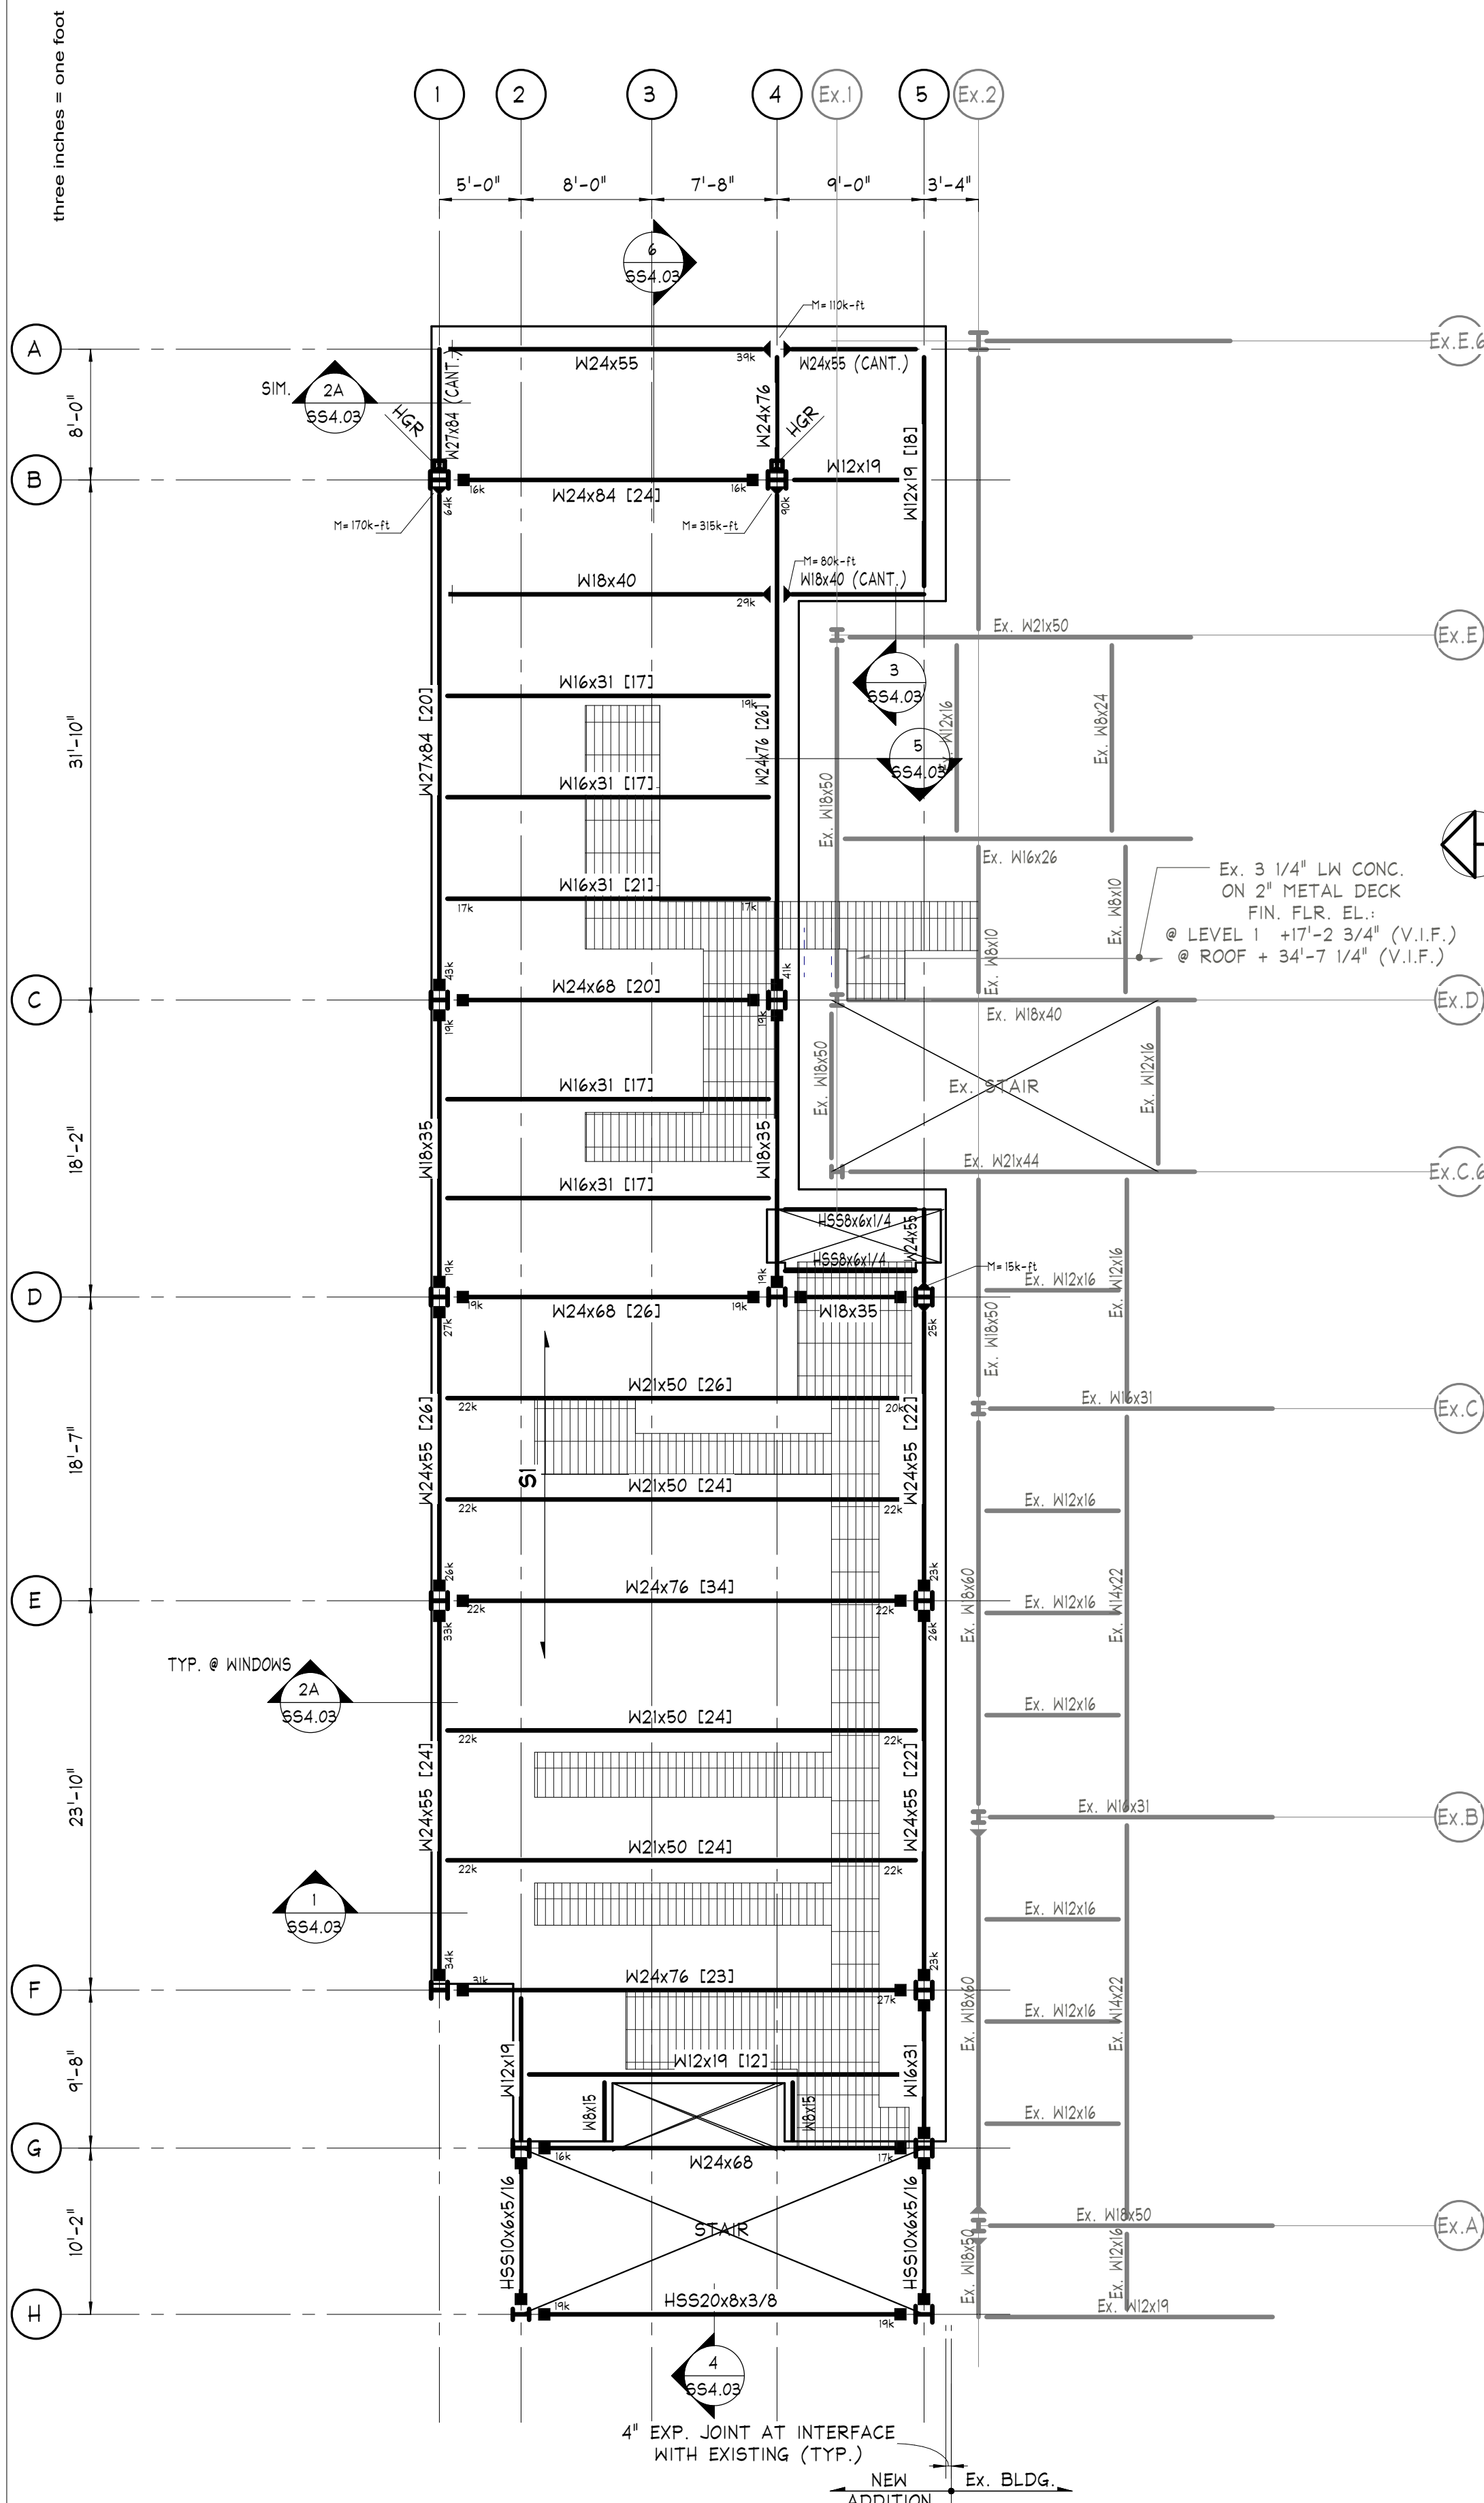 three inches = one foot
1
2
3
4
Ex.1
5
Ex.2
5'-0"
8'-0"
7'-8"
9'-0"
3'-4"
6
SS4.03
M= 110k-ft
A
Ex.E.6
W24x55
39k
W24x55 (CANT.)
SIM.
2A
SS4.03
8'-0"
HGR
W27x84 (CANT.)
W24x76
HGR
B
16k
W24x84 [24]
16k
W12x19
W12x19 [18]
64k
90k
M= 170k-ft
M= 315k-ft
M= 80k-ft
W18x40
29k
W18x40 (CANT.)
Ex. W21x50
Ex.E
3
SS4.03
W16x31 [17]
19k
W27x84 [20]
W24x76 [26]
31'-10"
5
SS4.03
W12x16
Ex. W8x24
W16x31 [17]
Ex. W18x50
Ex. W16x26
Ex. 3 1/4" LW CONC.
ON 2" METAL DECK
FIN. FLR. EL.:
@ LEVEL 1 +17'-2 3/4" (V.I.F.)
@ ROOF + 34'-7 1/4" (V.I.F.)
W16x31 [21]
17k
17k
Ex. W8x10
Ex. W8x10
43k
41k
C
W24x68 [20]
19k
19k
Ex. W18x40
Ex.D
W16x31 [17]
Ex. W18x50
Ex. STAIR
Ex. W12x16
18'-2"
W18x35
W18x35
Ex. W21x44
Ex.C.6
W16x31 [17]
HSS8x6x1/4
W24x55
HSS8x6x1/4
M= 15k-ft
19k
19k
D
19k
W24x68 [26]
19k
W18x35
27k
25k
Ex. W12x16
Ex. W12x16
Ex. W18x50
W21x50 [26]
22k
20k
Ex. W16x31
Ex.C
18'-7"
W24x55 [26]
S1
W24x55 [22]
W21x50 [24]
22k
22k
Ex. W12x16
26k
23k
E
W24x76 [34]
22k
22k
33k
26k
Ex. W18x60
Ex. W12x16
Ex. W14x22
TYP. @ WINDOWS
2A
SS4.03
W21x50 [24]
22k
22k
Ex. W12x16
23'-10"
W24x55 [24]
W24x55 [22]
Ex. W16x31
Ex.B
W21x50 [24]
22k
22k
1
SS4.03
Ex. W12x16
34k
23k
F
31k
W24x76 [23]
27k
Ex. W18x60
Ex. W12x16
Ex. W14x22
9'-8"
W12x19
W12x19 [12]
W16x31
W8x15
W8x15
Ex. W12x16
G
16k
W24x68
17k
10'-2"
HSS10x6x5/16
STAIR
HSS10x6x5/16
Ex. W18x50
Ex.A
Ex. W18x50
Ex. W12x16
Ex. W12x19
H
19k
HSS20x8x3/8
19k
4
SS4.03
4" EXP. JOINT AT INTERFACE
WITH EXISTING (TYP.)
NEW
ADDITION
Ex. BLDG.